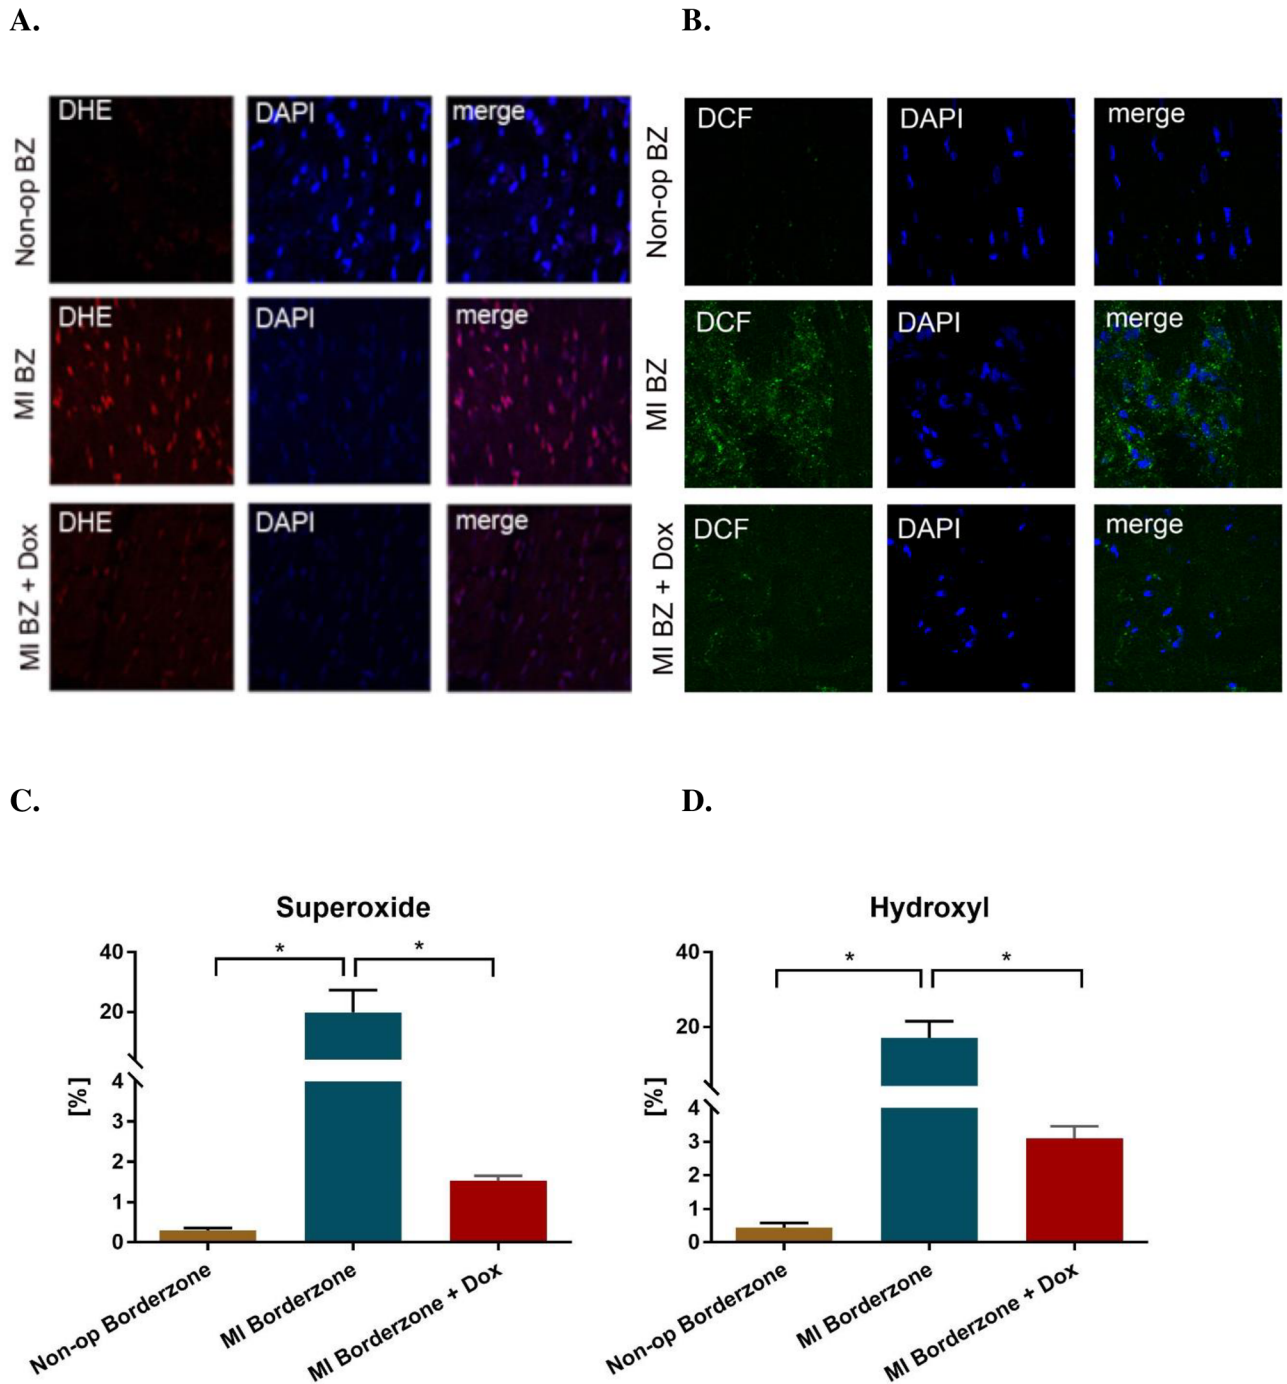 A.
B.
Non-op BZ
DHE
DAPI
merge
MI BZ
DHE
DAPI
merge
MI BZ + Dox
DHE
DAPI
merge
Non-op BZ
DCF
DAPI
merge
MI BZ
DCF
DAPI
merge
MI BZ + Dox
DCF
DAPI
merge
C.
D.
Superoxide
[%]
40
20
4
3
2
1
0
*
*
Non-op Borderzone
MI Borderzone
MI Borderzone + Dox
Hydroxyl
[%]
40
20
4
3
2
1
0
*
*
Non-op Borderzone
MI Borderzone
MI Borderzone + Dox